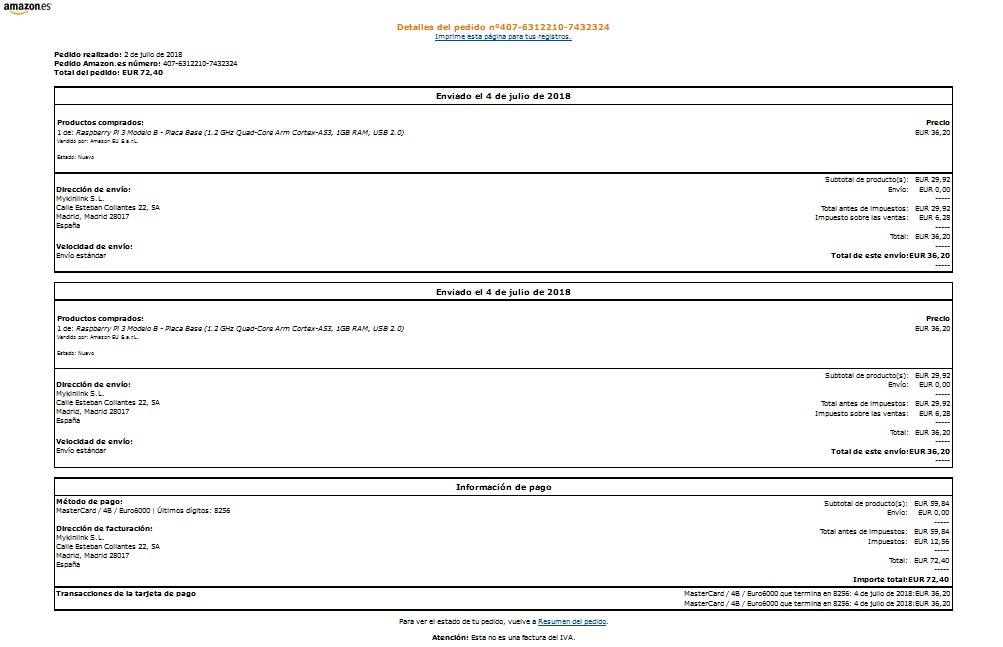 amazon.es
Detalles del pedido nº407-6312210-7432324
Imprime esta página para tus registros.
Pedido realizado: 2 de julio de 2018
Pedido Amazon.es número: 407-6312210-7432324
Total del pedido: EUR 72,40
Enviado el 4 de julio de 2018
Productos comprados: Precio
1 de: Raspberry Pi 3 Modelo B - Placa Base (1.2 GHz Quad-Core Arm Cortex-A53, 1GB RAM, USB 2.0) EUR 36,20
Vendido por: Amazon EU S.a.r.L.
Estado: Nuevo
Subtotal de producto(s): EUR 29,92
Dirección de envío: Envío: EUR 0,00
Mykinlink S.L. -----
Calle Esteban Collantes 22, 5A Total antes de impuestos: EUR 29,92
Madrid, Madrid 28017 Impuesto sobre las ventas: EUR 6,28
España -----
Total: EUR 36,20
Velocidad de envío: -----
Envío estándar Total de este envío:EUR 36,20
-----
Enviado el 4 de julio de 2018
Productos comprados: Precio
1 de: Raspberry Pi 3 Modelo B - Placa Base (1.2 GHz Quad-Core Arm Cortex-A53, 1GB RAM, USB 2.0) EUR 36,20
Vendido por: Amazon EU S.a.r.L.
Estado: Nuevo
Subtotal de producto(s): EUR 29,92
Dirección de envío: Envío: EUR 0,00
Mykinlink S.L. -----
Calle Esteban Collantes 22, 5A Total antes de impuestos: EUR 29,92
Madrid, Madrid 28017 Impuesto sobre las ventas: EUR 6,28
España -----
Total: EUR 36,20
Velocidad de envío: -----
Envío estándar Total de este envío:EUR 36,20
-----
Información de pago
Método de pago: Subtotal de producto(s): EUR 59,84
MasterCard / 4B / Euro6000 | Últimos dígitos: 8256 Envío: EUR 0,00
-----
Dirección de facturación: Total antes de impuestos: EUR 59,84
Mykinlink S.L. Impuestos: EUR 12,56
Calle Esteban Collantes 22, 5A -----
Madrid, Madrid 28017 Total: EUR 72,40
España -----
Importe total:EUR 72,40
Transacciones de la tarjeta de pago MasterCard / 4B / Euro6000 que termina en 8256: 4 de julio de 2018:EUR 36,20
MasterCard / 4B / Euro6000 que termina en 8256: 4 de julio de 2018:EUR 36,20
Para ver el estado de tu pedido, vuelve a Resumen del pedido.
Atención: Esta no es una factura del IVA.